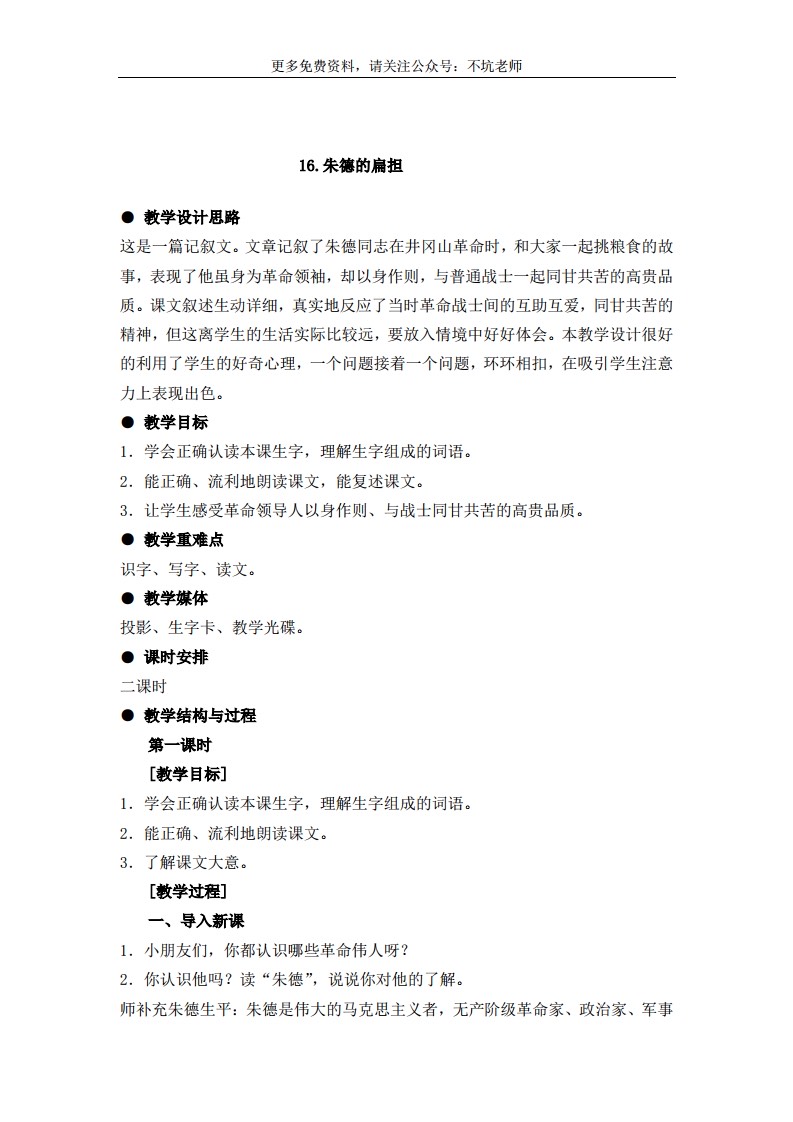 更多免费资料，请关注公众号：不坑老师
16.朱德的扁担
● 教学设计思路
这是一篇记叙文。文章记叙了朱德同志在井冈山革命时，和大家一起挑粮食的故
事，表现了他虽身为革命领袖，却以身作则，与普通战士一起同甘共苦的高贵品
质。课文叙述生动详细，真实地反应了当时革命战士间的互助互爱，同甘共苦的
精神，但这离学生的生活实际比较远，要放入情境中好好体会。本教学设计很好
的利用了学生的好奇心理，一个问题接着一个问题，环环相扣，在吸引学生注意
力上表现出色。
● 教学目标
1．学会正确认读本课生字，理解生字组成的词语。
2．能正确、流利地朗读课文，能复述课文。
3．让学生感受革命领导人以身作则、与战士同甘共苦的高贵品质。
● 教学重难点
识字、写字、读文。
● 教学媒体
投影、生字卡、教学光碟。
● 课时安排
二课时
● 教学结构与过程
第一课时
[教学目标]
1．学会正确认读本课生字，理解生字组成的词语。
2．能正确、流利地朗读课文。
3．了解课文大意。
[教学过程]
一、导入新课
1．小朋友们，你都认识哪些革命伟人呀？
2．你认识他吗？读“朱德”，说说你对他的了解。
师补充朱德生平：朱德是伟大的马克思主义者，无产阶级革命家、政治家、军事